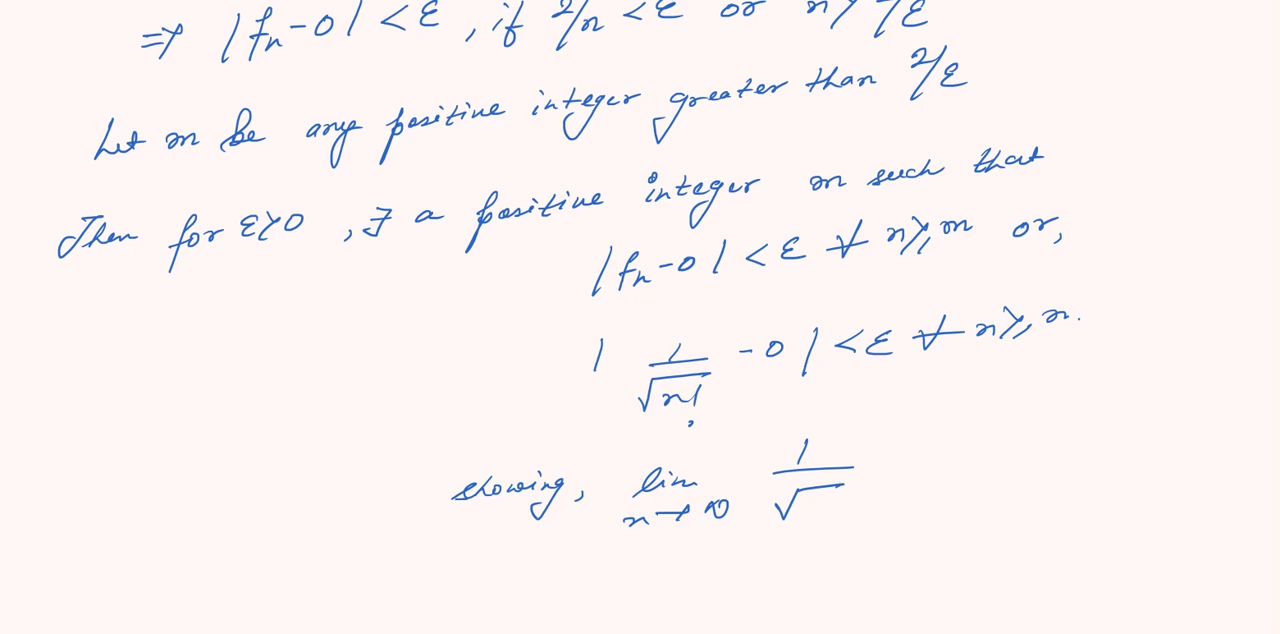 ⇒ |fn-0| < ε, if 2/n < ε or n > 2/ε
Let m be any positive integer greater than 2/ε
Then for ε>0, ∃ a positive integer m such that
|fn-0| < ε ∀ n≥m or,
| 1/√n! - 0 | < ε ∀ n≥m.
showing, lim n→∞ 1/√